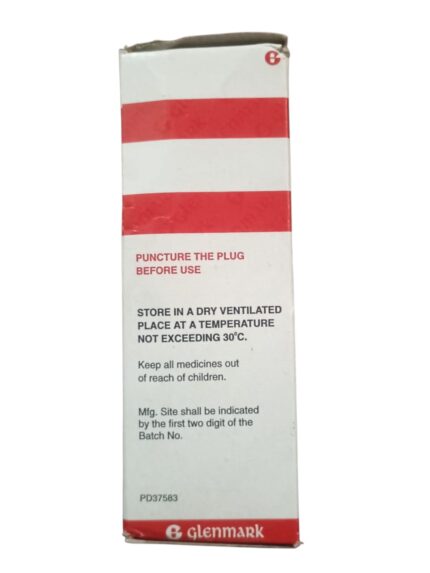 PUNCTURE THE PLUG
BEFORE USE
STORE IN A DRY VENTILATED
PLACE AT A TEMPERATURE
NOT EXCEEDING 30°C.
Keep all medicines out
of reach of children.
Mfg. Site shall be indicated
by the first two digit of the
Batch No.
PD37583
GLENMARK